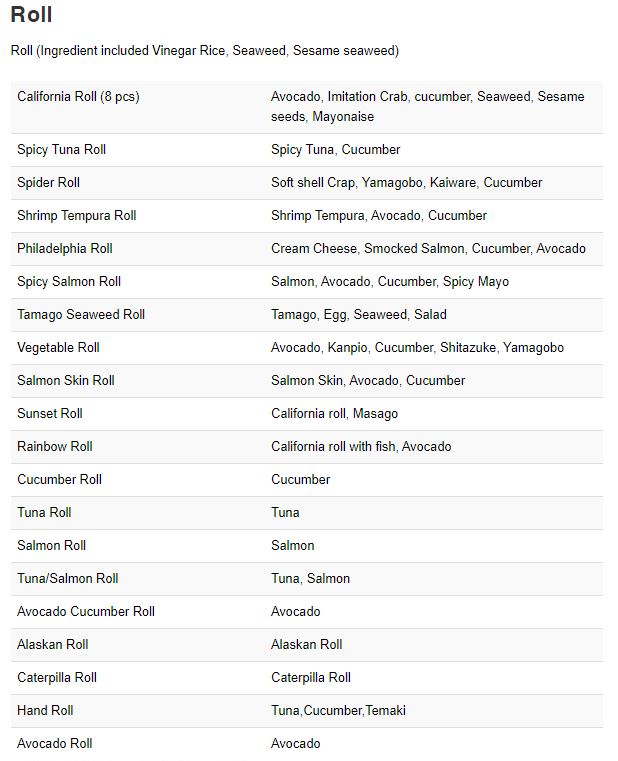 Roll
Roll (Ingredient included Vinegar Rice, Seaweed, Sesame seaweed)
California Roll (8 pcs) Avocado, Imitation Crab, cucumber, Seaweed, Sesame
seeds, Mayonaise
Spicy Tuna Roll Spicy Tuna, Cucumber
Spider Roll Soft shell Crap, Yamagobo, Kaiware, Cucumber
Shrimp Tempura Roll Shrimp Tempura, Avocado, Cucumber
Philadelphia Roll Cream Cheese, Smocked Salmon, Cucumber, Avocado
Spicy Salmon Roll Salmon, Avocado, Cucumber, Spicy Mayo
Tamago Seaweed Roll Tamago, Egg, Seaweed, Salad
Vegetable Roll Avocado, Kanpio, Cucumber, Shitazuke, Yamagobo
Salmon Skin Roll Salmon Skin, Avocado, Cucumber
Sunset Roll California roll, Masago
Rainbow Roll California roll with fish, Avocado
Cucumber Roll Cucumber
Tuna Roll Tuna
Salmon Roll Salmon
Tuna/Salmon Roll Tuna, Salmon
Avocado Cucumber Roll Avocado
Alaskan Roll Alaskan Roll
Caterpilla Roll Caterpilla Roll
Hand Roll Tuna,Cucumber,Temaki
Avocado Roll Avocado